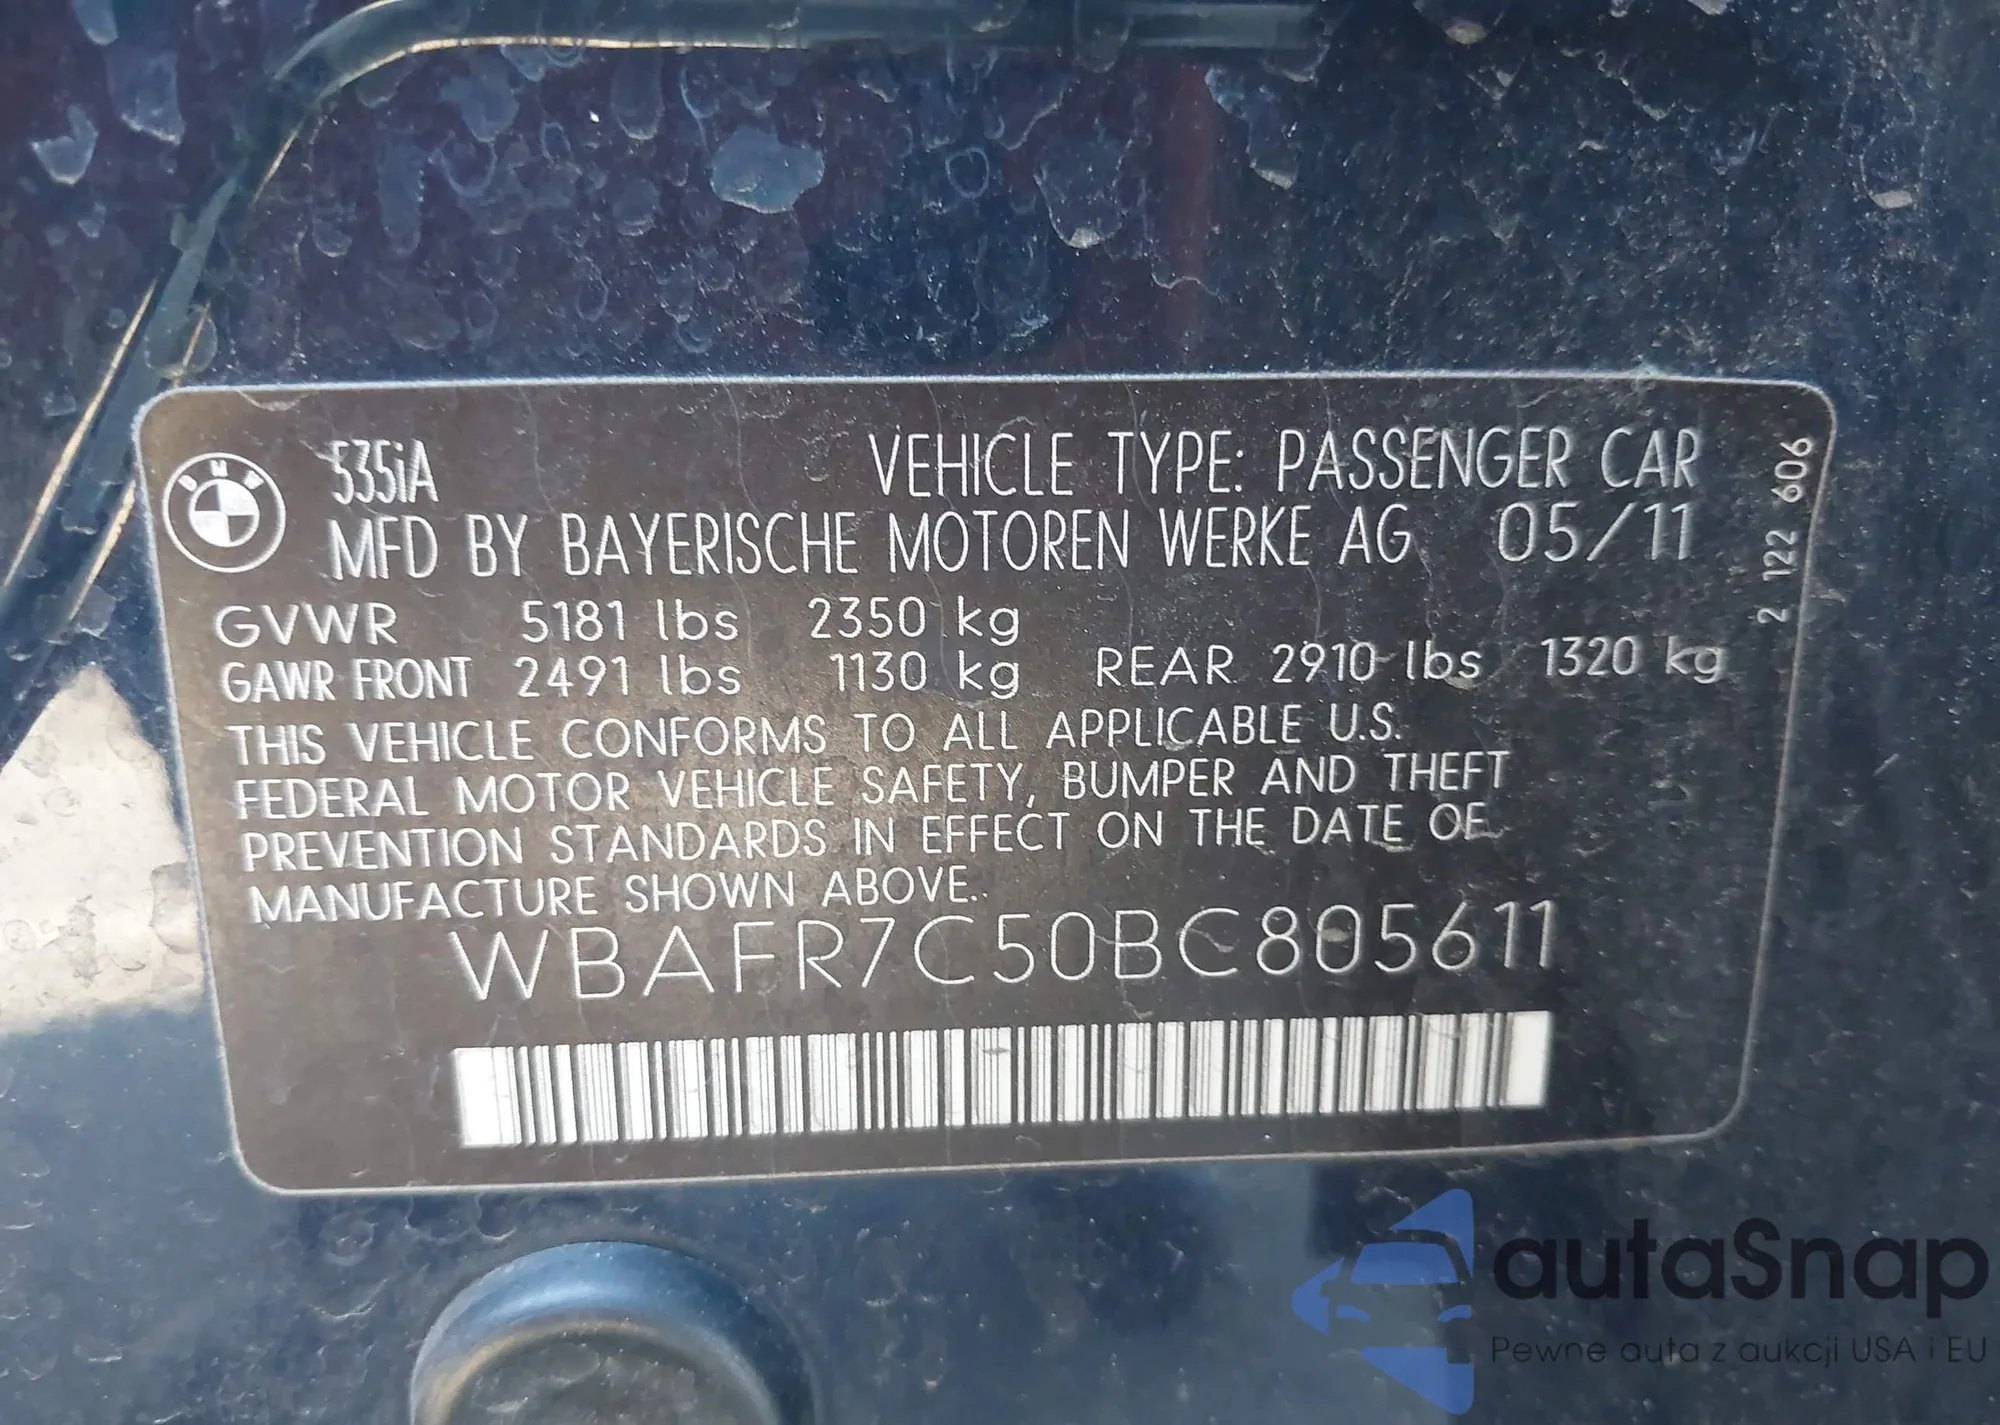 BMW
535iA VEHICLE TYPE: PASSENGER CAR
MFD BY BAYERISCHE MOTOREN WERKE AG 05/11
GVWR 5181 lbs 2350 kg
GAWR FRONT 2491 lbs 1130 kg REAR 2910 lbs 1320 kg
THIS VEHICLE CONFORMS TO ALL APPLICABLE U.S.
FEDERAL MOTOR VEHICLE SAFETY, BUMPER AND THEFT
PREVENTION STANDARDS IN EFFECT ON THE DATE OF
MANUFACTURE SHOWN ABOVE.
WBAFR7C50BC805611
2 122 606
autaSnap
Pewne auta z aukcji USA i EU